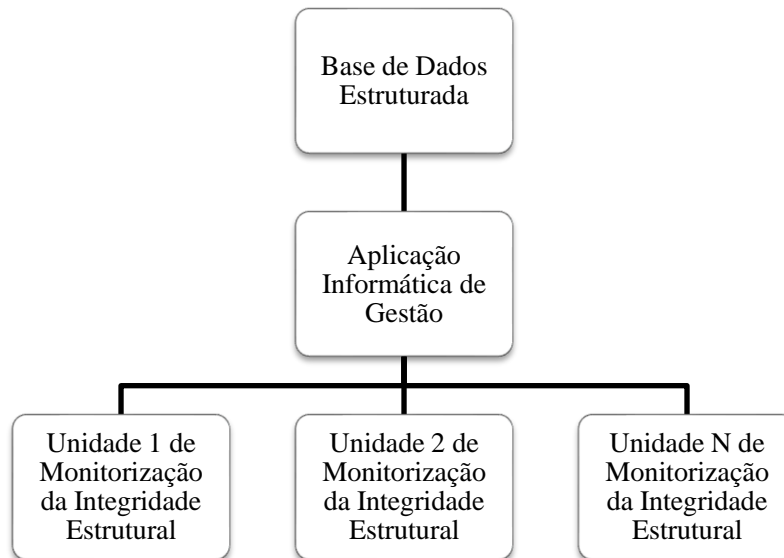 Base de Dados
Estruturada
Aplicação
Informática de
Gestão
Unidade 1 de
Monitorização
da Integridade
Estrutural
Unidade 2 de
Monitorização
da Integridade
Estrutural
Unidade N de
Monitorização
da Integridade
Estrutural